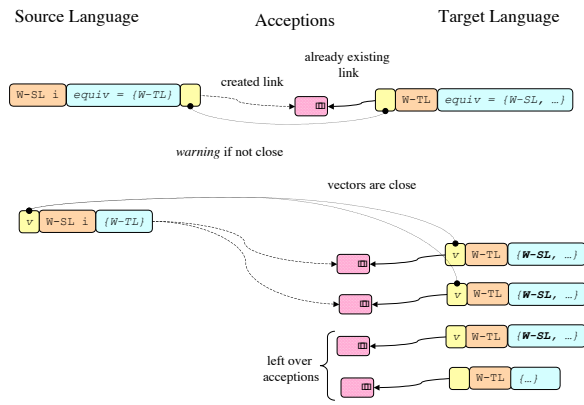 Source Language Acceptions Target Language
already existing
link
created link
W-SL i equiv = {W-TL} W-TL equiv = {W-SL, …}
warning if not close
vectors are close
v W-SL i {W-TL}
v W-TL {W-SL, …}
v W-TL {W-SL, …}
v W-TL {W-SL, …}
left over
acceptions
W-TL {…}